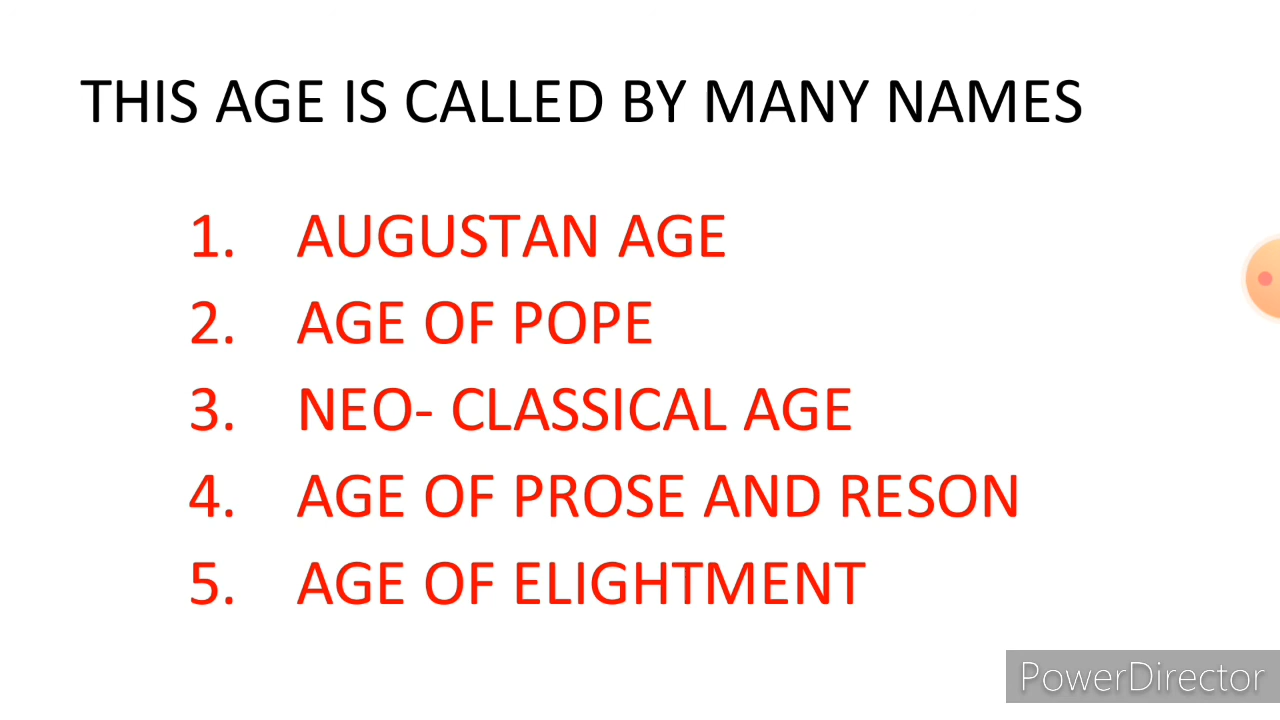 THIS AGE IS CALLED BY MANY NAMES
1. AUGUSTAN AGE
2. AGE OF POPE
3. NEO- CLASSICAL AGE
4. AGE OF PROSE AND RESON
5. AGE OF ELIGHTMENT
PowerDirector